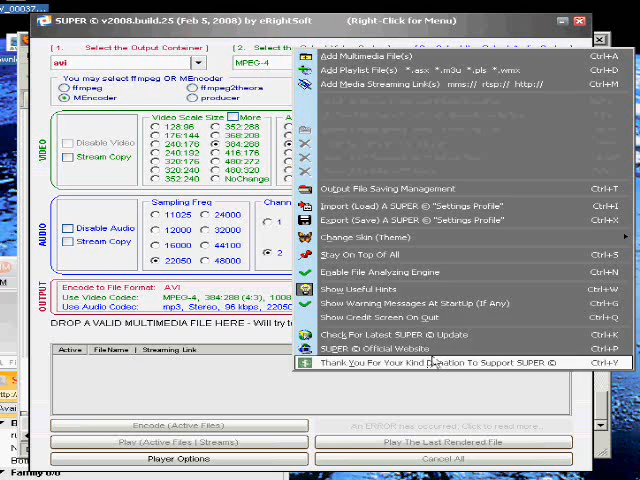 V_00037...
SUPER © v2008.build.25 (Feb 5, 2008) by eRightSoft (Right-Click for Menu)
[ 1. Select the Output Container ]
[ 2. Select the
avi
MPEG-4
You may select ffmpeg OR MEncoder
ffmpeg ffmpeg2theora
MEncoder producer
VIDEO
Disable Video
Stream Copy
Video Scale Size More
128:96 352:288
176:144 368:208
240:176 384:288
240:192 416:176
320:176 480:272
320:240 480:320
352:240 NoChange
AUDIO
Disable Audio
Stream Copy
Sampling Freq
11025 24000
12000 32000
16000 44100
22050 48000
Chann
1
2
OUTPUT
Encode to File Format: AVI
Use Video Codec: MPEG-4, 384:288 (4:3), 1008
Use Audio Codec: mp3, Stereo, 96 kbps, 2205
DROP A VALID MULTIMEDIA FILE HERE - Will try to
Active FileName | Streaming Link
Encode (Active Files)
An ERROR has occurred. Click to read more...
Play (Active Files | Streams)
Play The Last Rendered File
Player Options
Cancel All
Add Multimedia File(s) Ctrl+A
Add Playlist File(s) *.asx *.m3u *.pls *.wmx Ctrl+D
Add Media Streaming Link(s) mms:// rtsp:// http:// Ctrl+M
Output File Saving Management Ctrl+T
Import (Load) A SUPER © "Settings Profile" Ctrl+I
Export (Save) A SUPER © "Settings Profile" Ctrl+O
Change Skin (Theme)
Stay On Top Of All Ctrl+S
Enable File Analyzing Engine Ctrl+N
Show Useful Hints Ctrl+W
Show Warning Messages At StartUp (If Any) Ctrl+G
Show Credit Screen On Quit Ctrl+Q
Check For Latest SUPER © Update Ctrl+K
SUPER © Official Website Ctrl+P
Thank You For Your Kind Donation To Support SUPER © Ctrl+Y